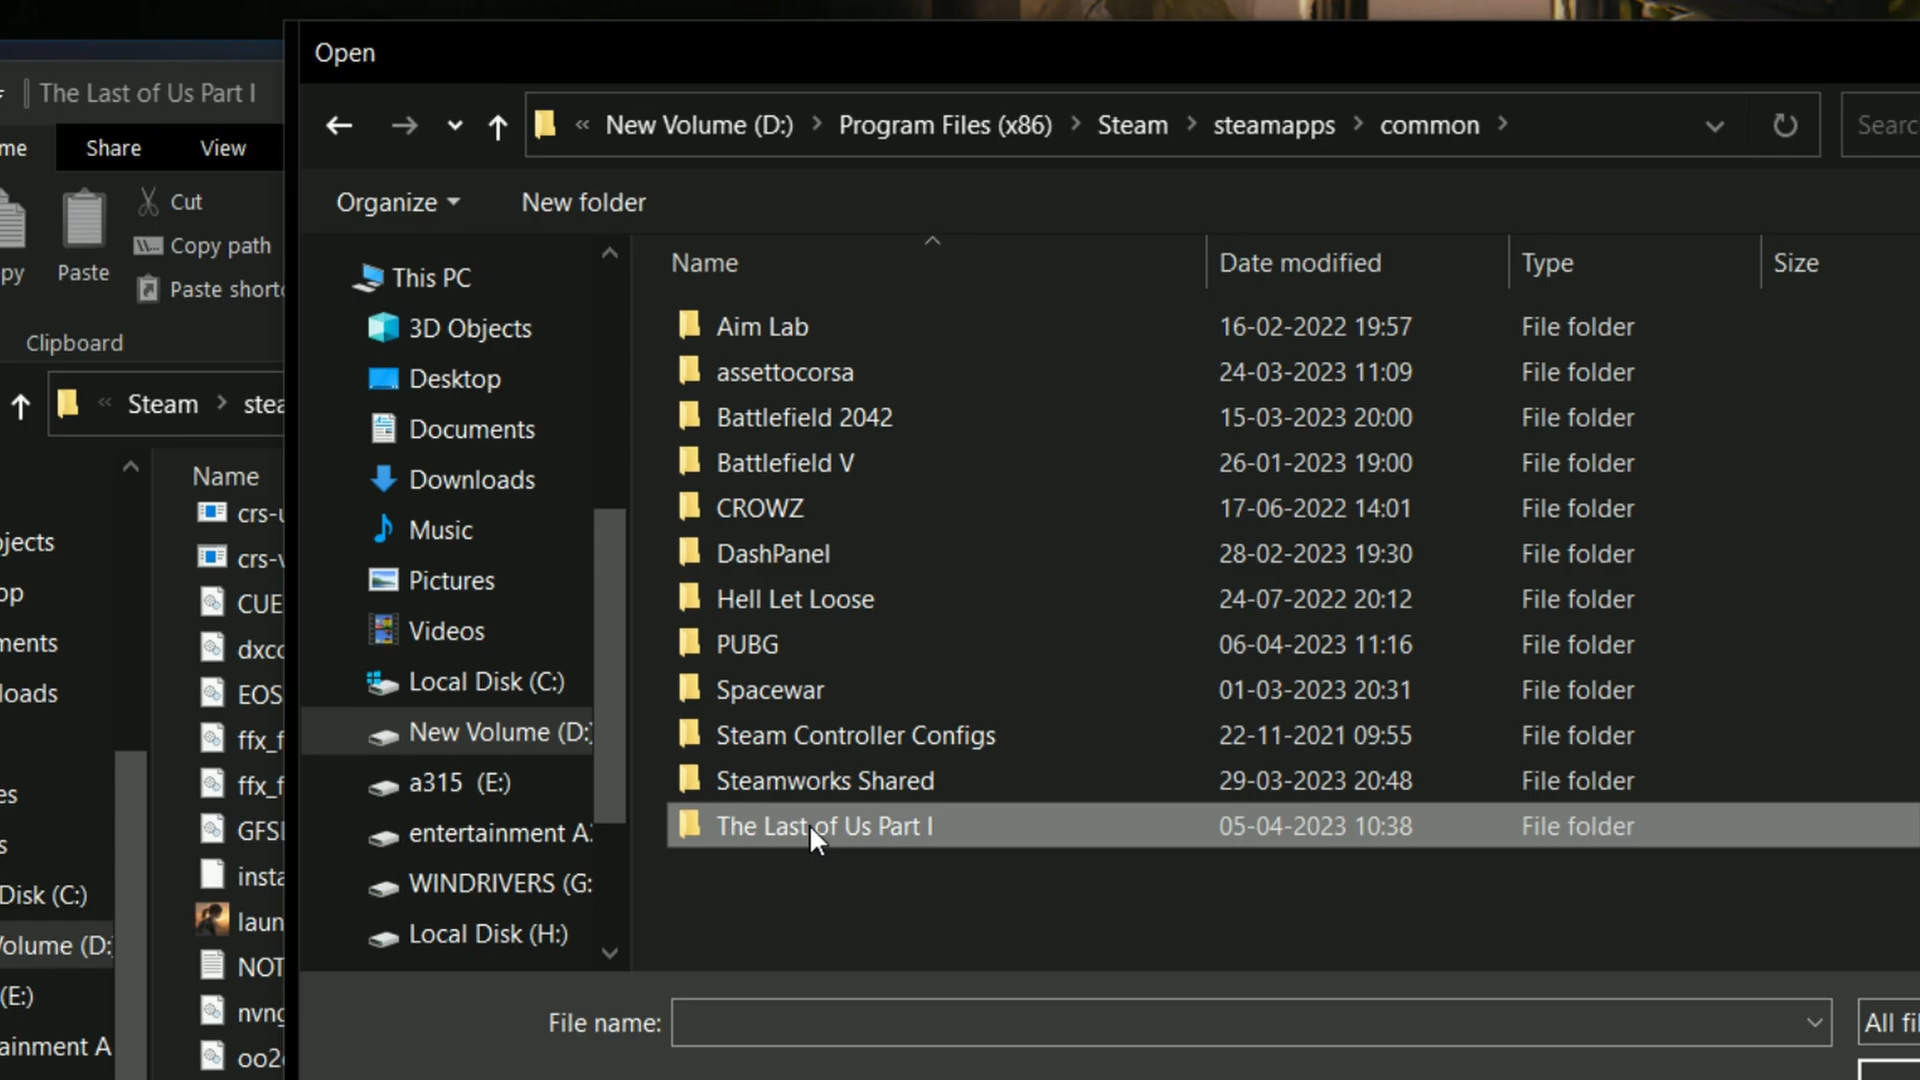 Open
The Last of Us Part I
Share
View
Cut
Copy path
Paste
Clipboard
Steam
Name
New Volume (D:) > Program Files (x86) > Steam > steamapps > common >
Organize
New folder
Name
Date modified
Type
Size
This PC
3D Objects
Desktop
Documents
Downloads
Music
Pictures
Videos
Local Disk (C:)
New Volume (D:)
a315 (E:)
entertainment A
WINDRIVERS (G:
Local Disk (H:)
Aim Lab 16-02-2022 19:57 File folder
assettocorsa 24-03-2023 11:09 File folder
Battlefield 2042 15-03-2023 20:00 File folder
Battlefield V 26-01-2023 19:00 File folder
CROWZ 17-06-2022 14:01 File folder
DashPanel 28-02-2023 19:30 File folder
Hell Let Loose 24-07-2022 20:12 File folder
PUBG 06-04-2023 11:16 File folder
Spacewar 01-03-2023 20:31 File folder
Steam Controller Configs 22-11-2021 09:55 File folder
Steamworks Shared 29-03-2023 20:48 File folder
The Last of Us Part I 05-04-2023 10:38 File folder
File name: